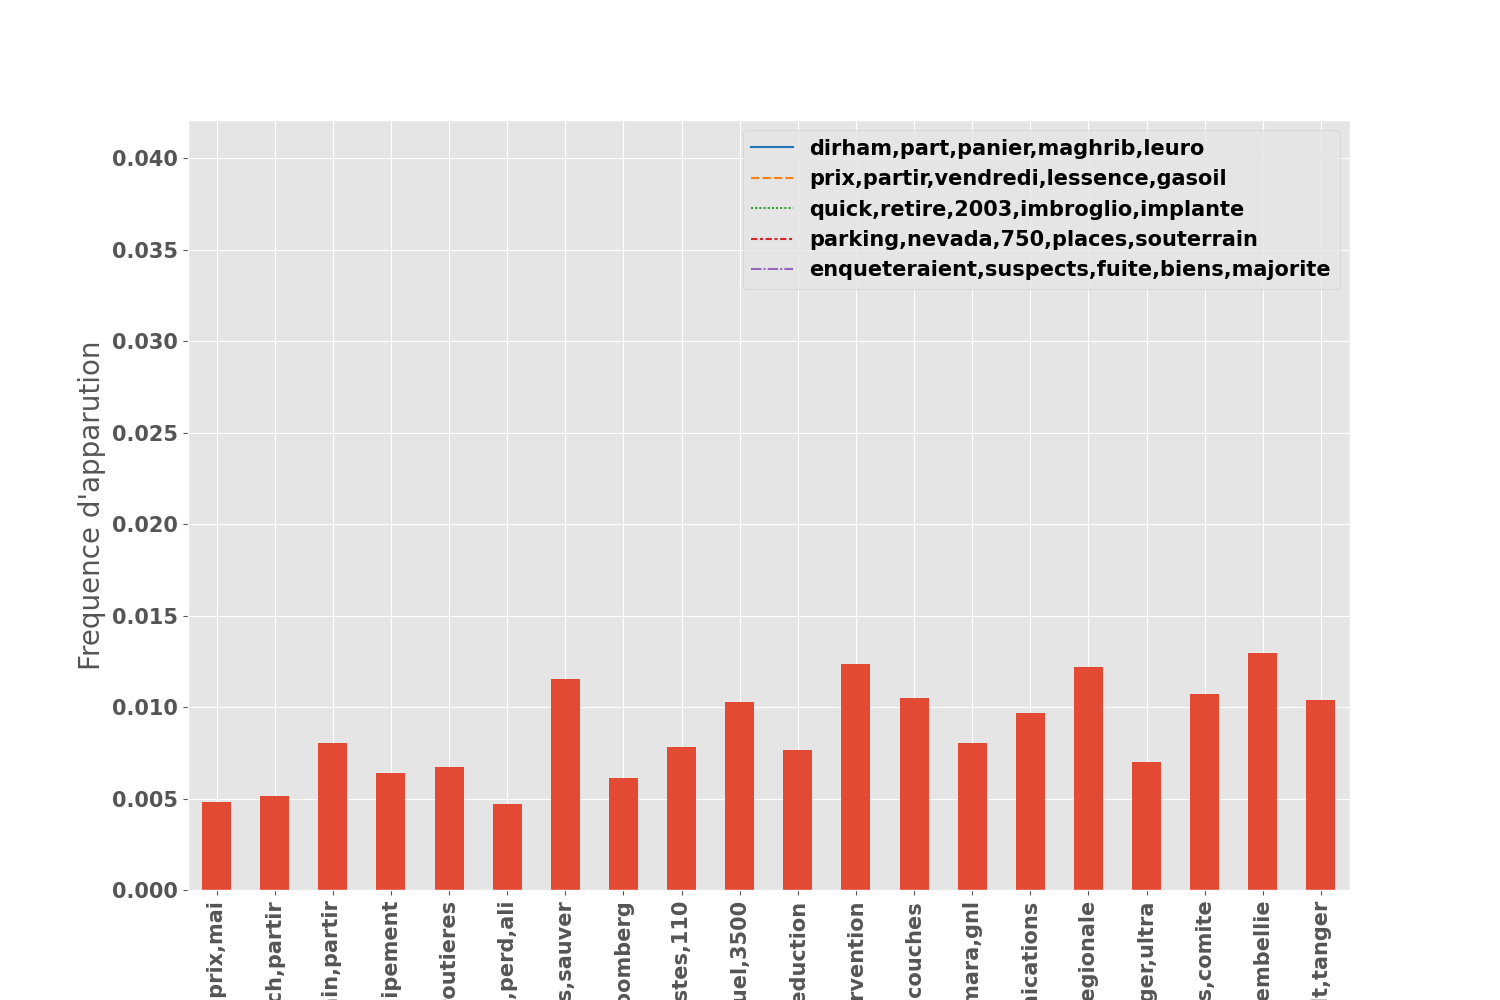 dirham,part,panier,maghrib,leuro
prix,partir,vendredi,lessence,gasoil
quick,retire,2003,imbroglio,implante
parking,nevada,750,places,souterrain
enqueteraient,suspects,fuite,biens,majorite
Frequence d'apparution
0.040
0.035
0.030
0.025
0.020
0.015
0.010
0.005
0.000
prix,mai
ch,partir
in,partir
ipement
outieres
,perd,ali
s,sauver
oomberg
stes,110
uel,3500
eduction
rvention
couches
mara,gnl
nications
egionale
ger,ultra
s,comite
embellie
lt,tanger